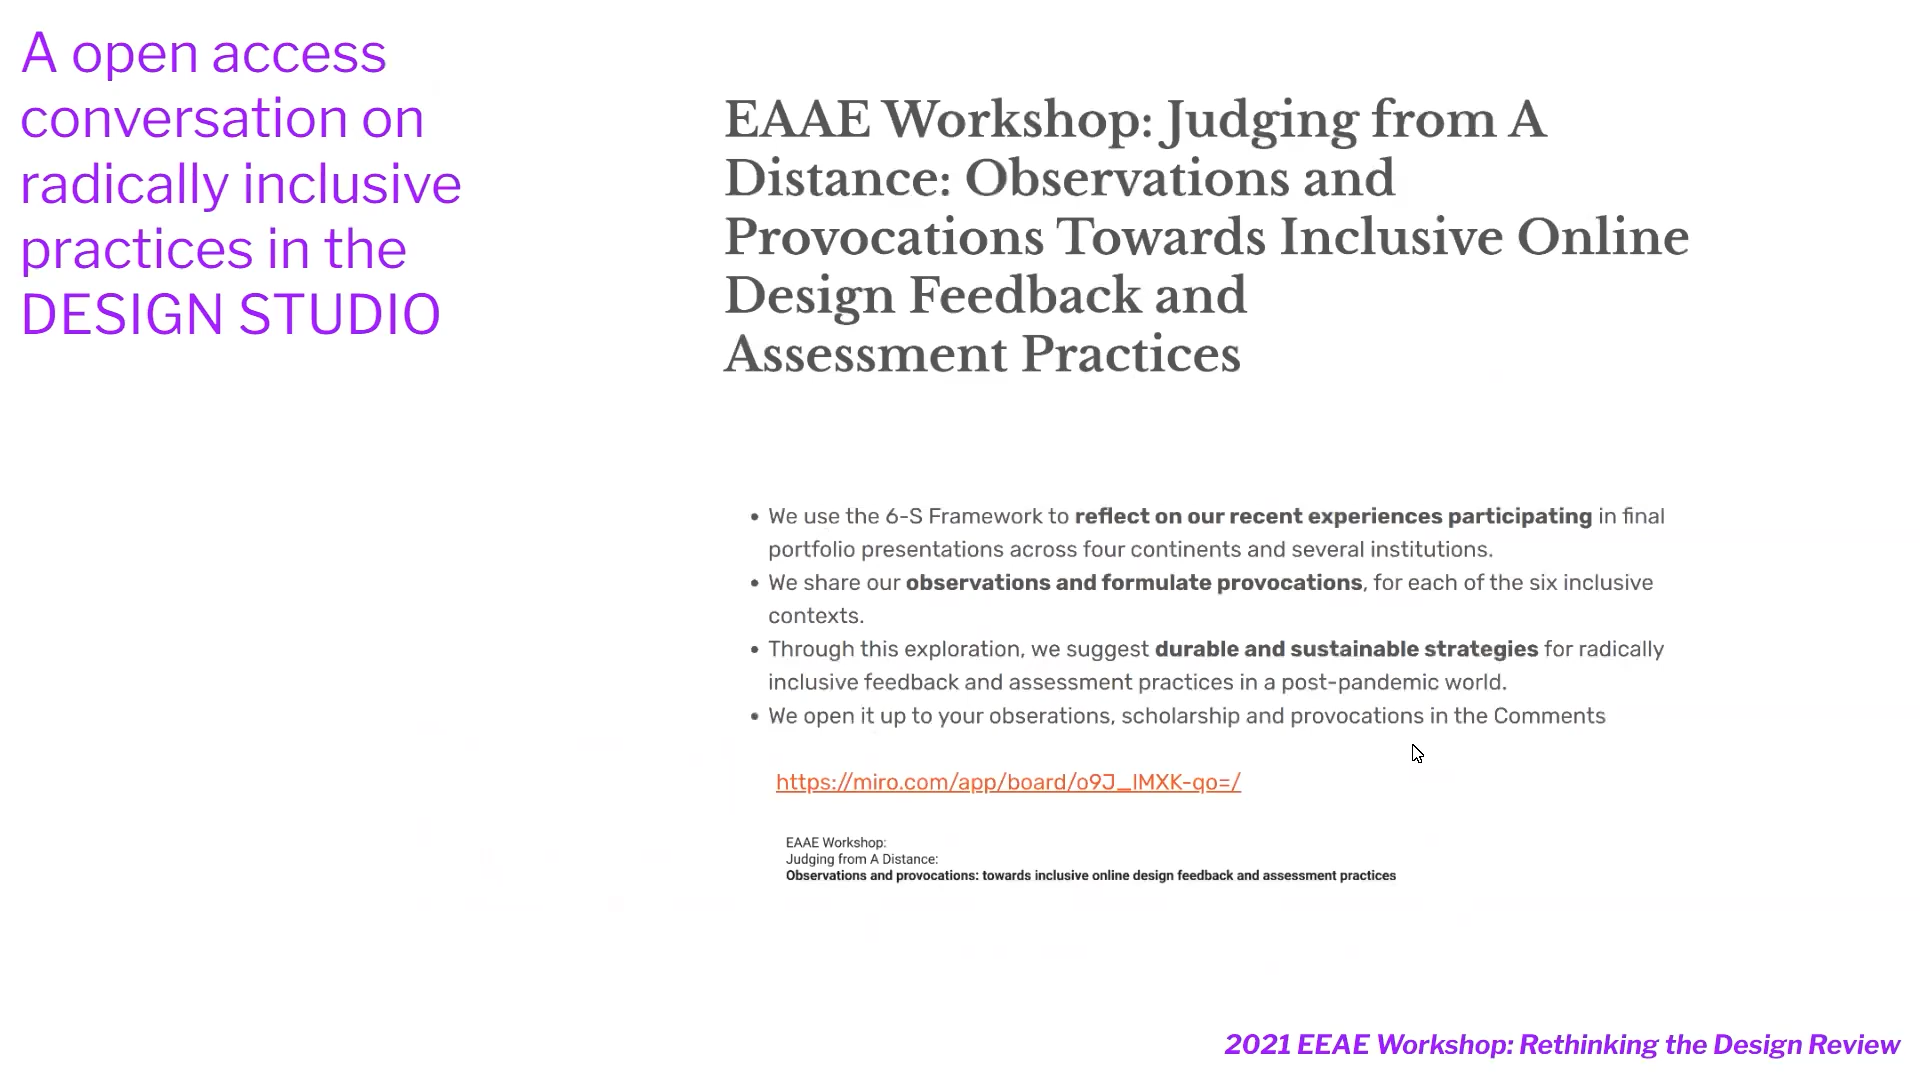 A open access
conversation on
radically inclusive
practices in the
DESIGN STUDIO
EAAE Workshop: Judging from A
Distance: Observations and
Provocations Towards Inclusive Online
Design Feedback and
Assessment Practices
• We use the 6-S Framework to reflect on our recent experiences participating in final
portfolio presentations across four continents and several institutions.
• We share our observations and formulate provocations, for each of the six inclusive
contexts.
• Through this exploration, we suggest durable and sustainable strategies for radically
inclusive feedback and assessment practices in a post-pandemic world.
• We open it up to your obserations, scholarship and provocations in the Comments
https://miro.com/app/board/o9J_lMXK-qo=/
EAAE Workshop:
Judging from A Distance:
Observations and provocations: towards inclusive online design feedback and assessment practices
2021 EEAE Workshop: Rethinking the Design Review